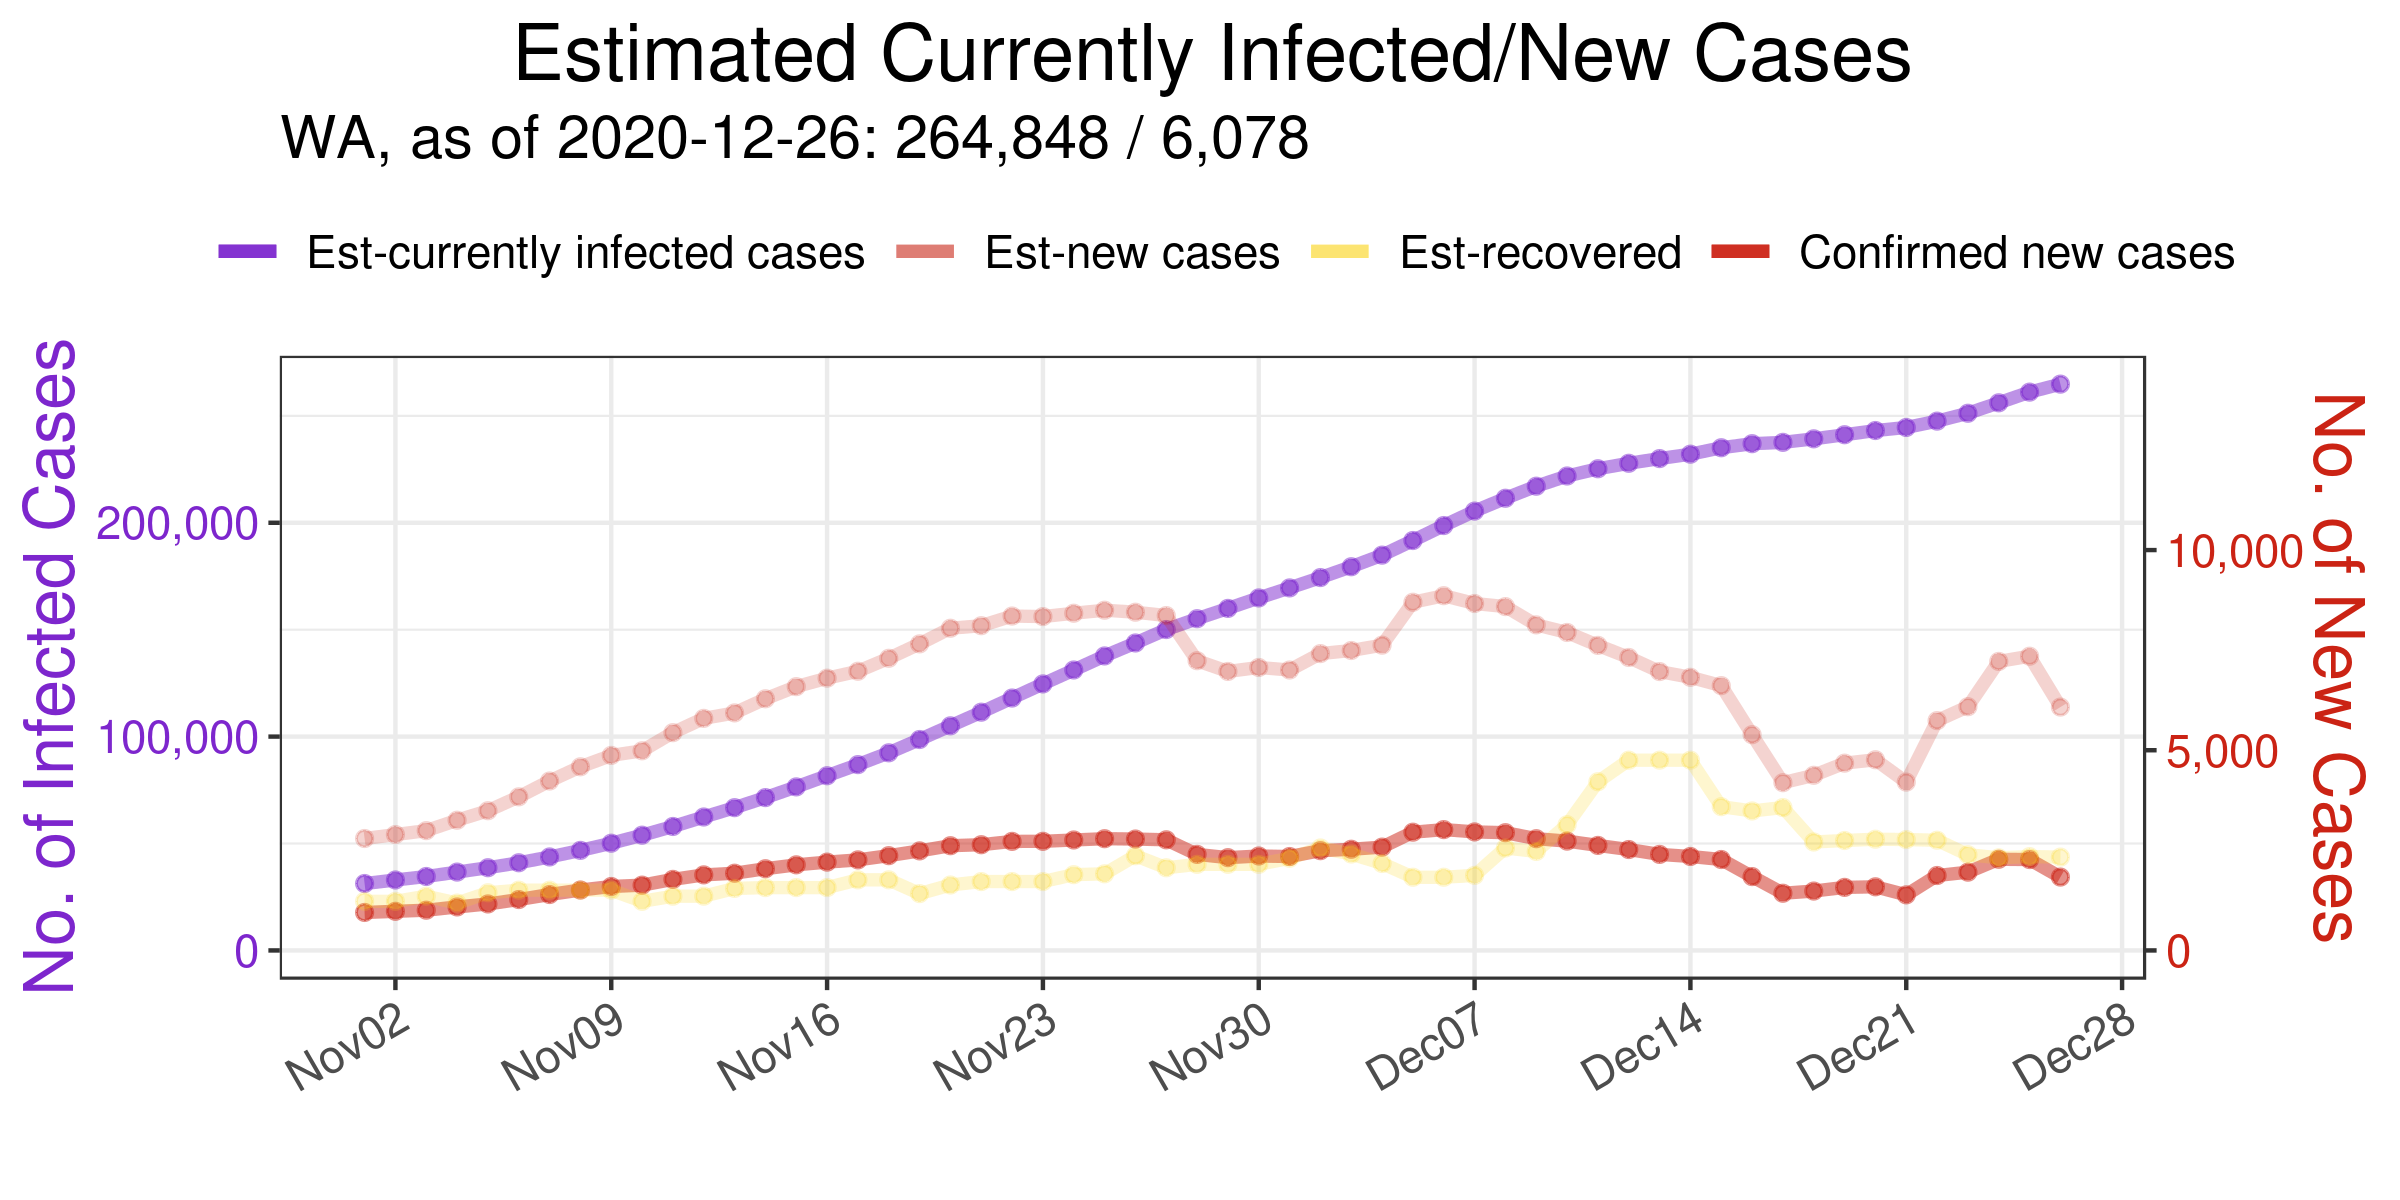 Estimated Currently Infected/New Cases
WA, as of 2020-12-26: 264,848 / 6,078
Est-currently infected cases Est-new cases Est-recovered Confirmed new cases
No. of Infected Cases
200,000
100,000
0
10,000
5,000
0
No. of New Cases
Nov02 Nov09 Nov16 Nov23 Nov30 Dec07 Dec14 Dec21 Dec28